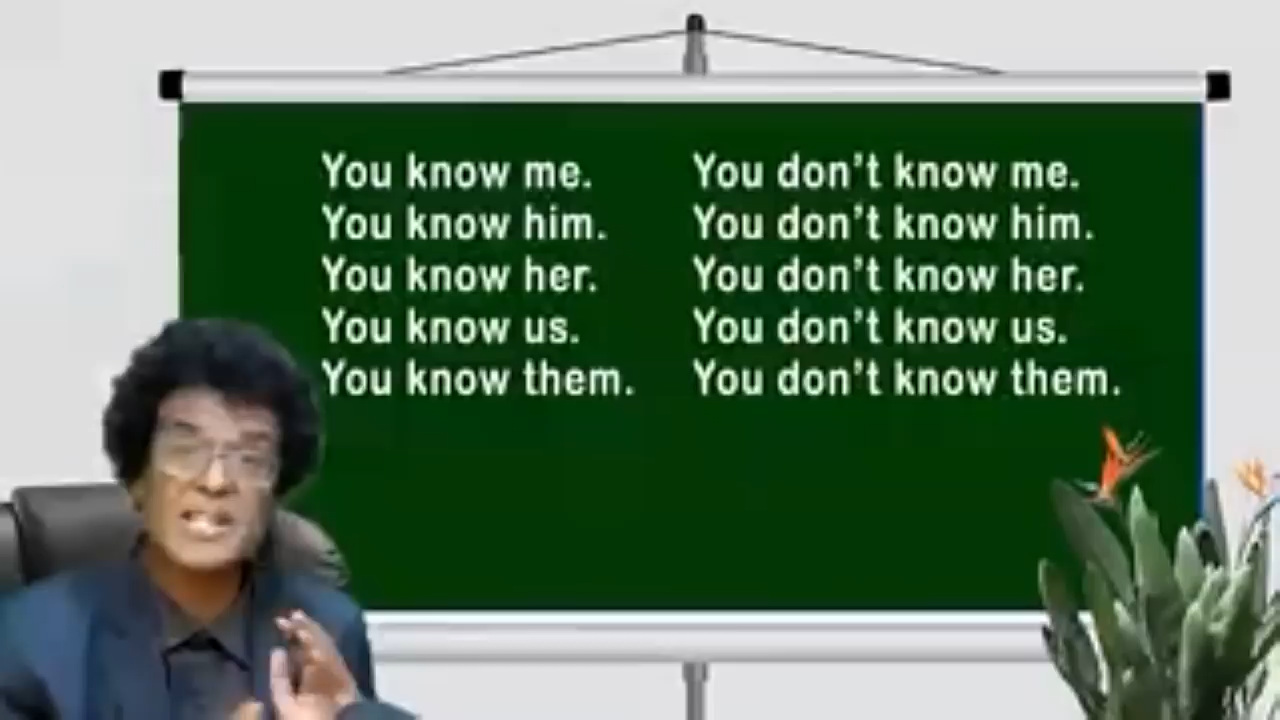 You know me. You don’t know me.
You know him. You don’t know him.
You know her. You don’t know her.
You know us. You don’t know us.
You know them. You don’t know them.